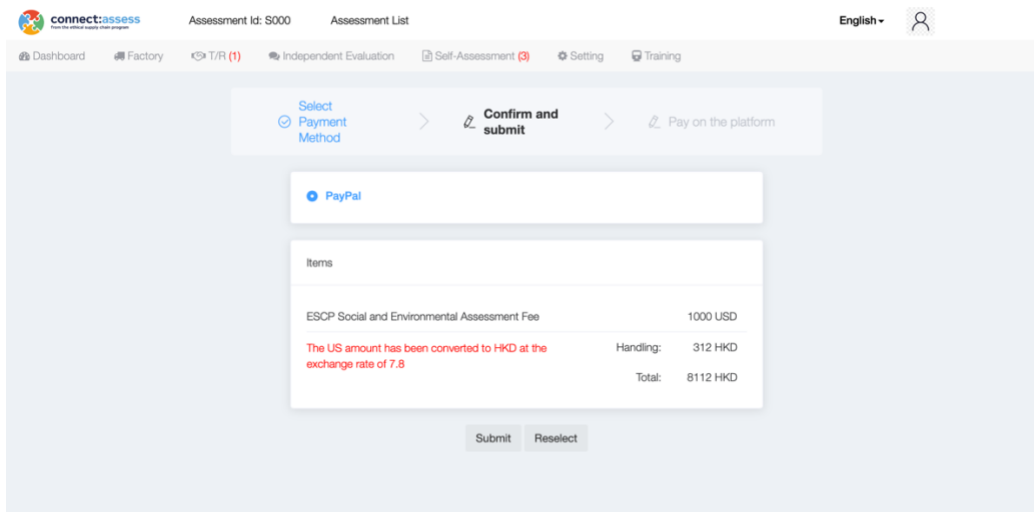 connect:assess
From the ethical supply chain program
Assessment Id: S000
Assessment List
English
Dashboard
Factory
T/R (1)
Independent Evaluation
Self-Assessment (3)
Setting
Training
Select
Payment
Method
Confirm and
submit
Pay on the platform
PayPal
Items
ESCP Social and Environmental Assessment Fee 1000 USD
The US amount has been converted to HKD at the
exchange rate of 7.8
Handling: 312 HKD
Total: 8112 HKD
Submit
Reselect